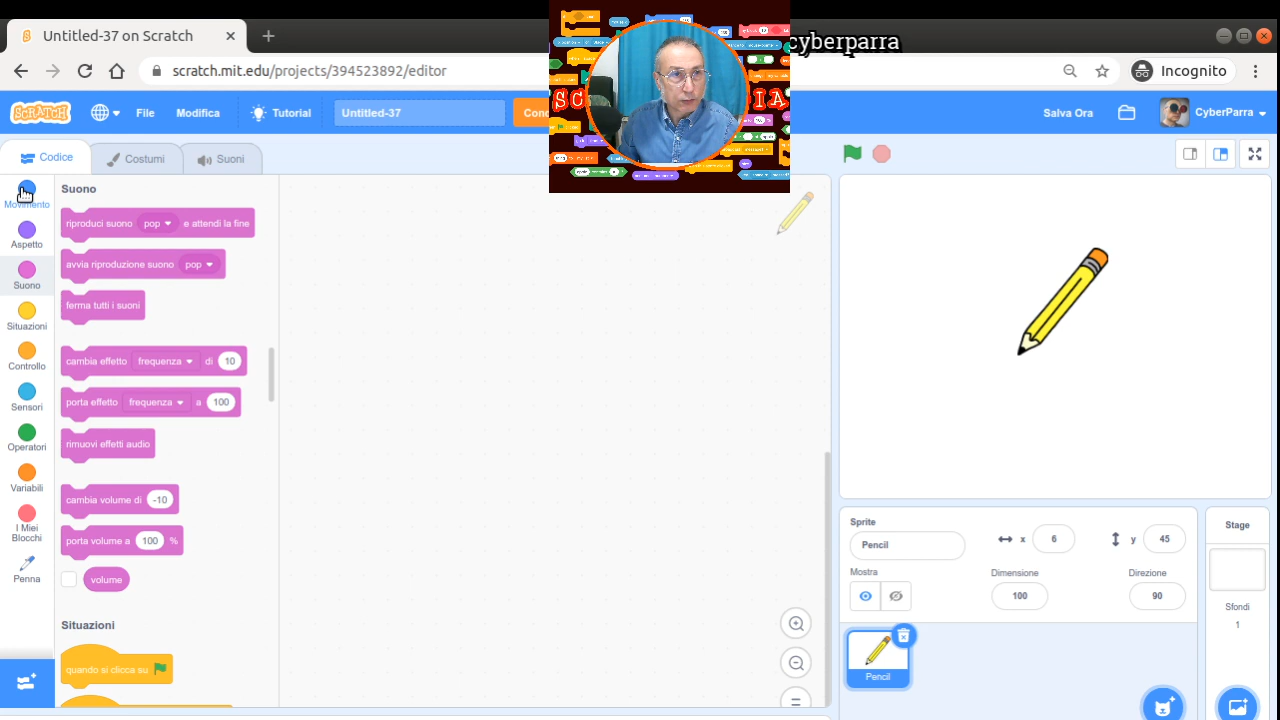 Untitled-37 on Scratch
cyberparra
scratch.mit.edu/projects/394523892/editor
Incognito
SCRATCH
File
Modifica
Tutorial
Untitled-37
Salva Ora
Codice
Costumi
Suoni
Movimento
Aspetto
Suono
Situazioni
Controllo
Sensori
Operatori
Variabili
I Miei
Blocchi
Penna
Suono
riproduci suono pop e attendi la fine
avvia riproduzione suono pop
ferma tutti i suoni
cambia effetto frequenza di 10
porta effetto frequenza a 100
rimuovi effetti audio
cambia volume di -10
porta volume a 100 %
volume
Situazioni
quando si clicca su
Sprite
Pencil
x 6
y 45
Mostra
Dimensione
100
Direzione
90
Pencil
Stage
Sfondi
1